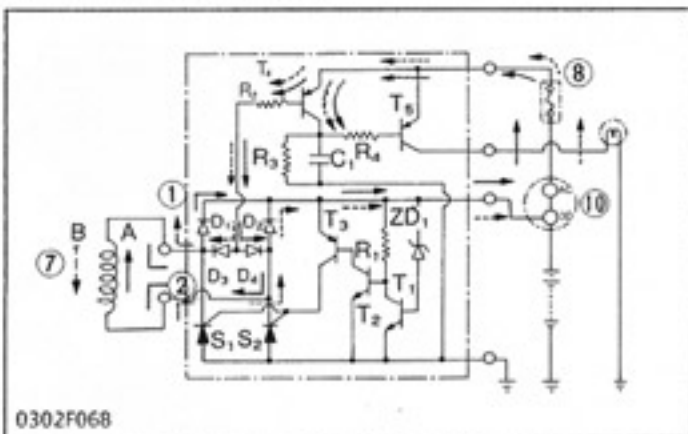 T₄
R₂
T₅
⑧
R₃
C₁
R₄
①
B
A
D₁
D₂
T₃
ZD₁
⑩
⑦
②
D₃
D₄
R₁
T₁
T₂
S₁
S₂
0302F068